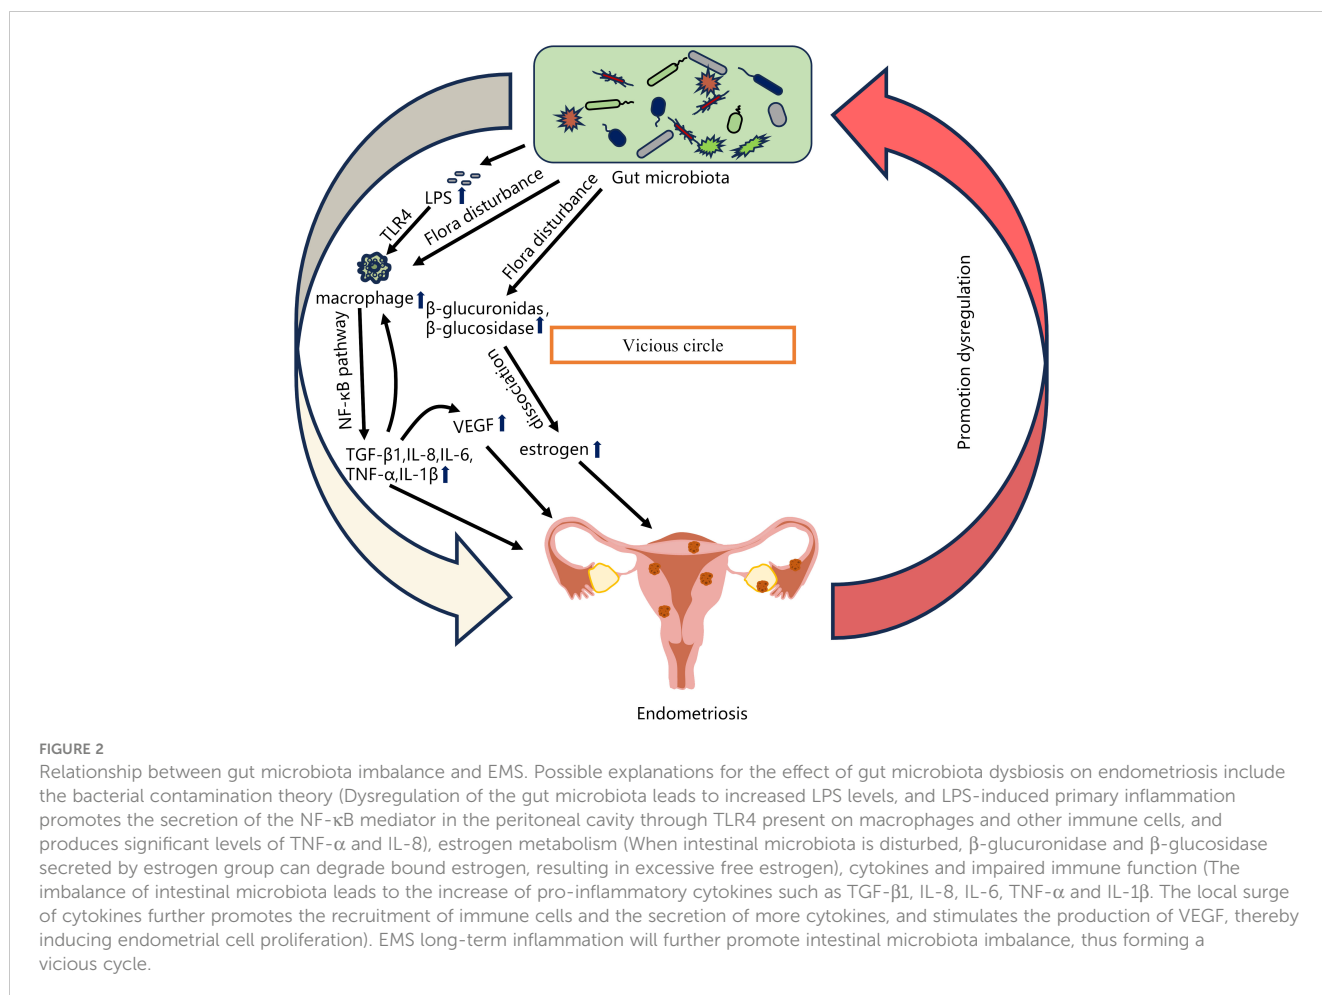 Gut microbiota
LPS
TLR4
Flora disturbance
Flora disturbance
macrophage
β-glucuronidas,
β-glucosidase
NF-κB pathway
Vicious circle
dissociation
VEGF
estrogen
TGF-β1,IL-8,IL-6,
TNF-α,IL-1β
Promotion dysregulation
Endometriosis
FIGURE 2
Relationship between gut microbiota imbalance and EMS. Possible explanations for the effect of gut microbiota dysbiosis on endometriosis include
the bacterial contamination theory (Dysregulation of the gut microbiota leads to increased LPS levels, and LPS-induced primary inflammation
promotes the secretion of the NF-κB mediator in the peritoneal cavity through TLR4 present on macrophages and other immune cells, and
produces significant levels of TNF-α and IL-8), estrogen metabolism (When intestinal microbiota is disturbed, β-glucuronidase and β-glucosidase
secreted by estrogen group can degrade bound estrogen, resulting in excessive free estrogen), cytokines and impaired immune function (The
imbalance of intestinal microbiota leads to the increase of pro-inflammatory cytokines such as TGF-β1, IL-8, IL-6, TNF-α and IL-1β. The local surge
of cytokines further promotes the recruitment of immune cells and the secretion of more cytokines, and stimulates the production of VEGF, thereby
inducing endometrial cell proliferation). EMS long-term inflammation will further promote intestinal microbiota imbalance, thus forming a
vicious cycle.